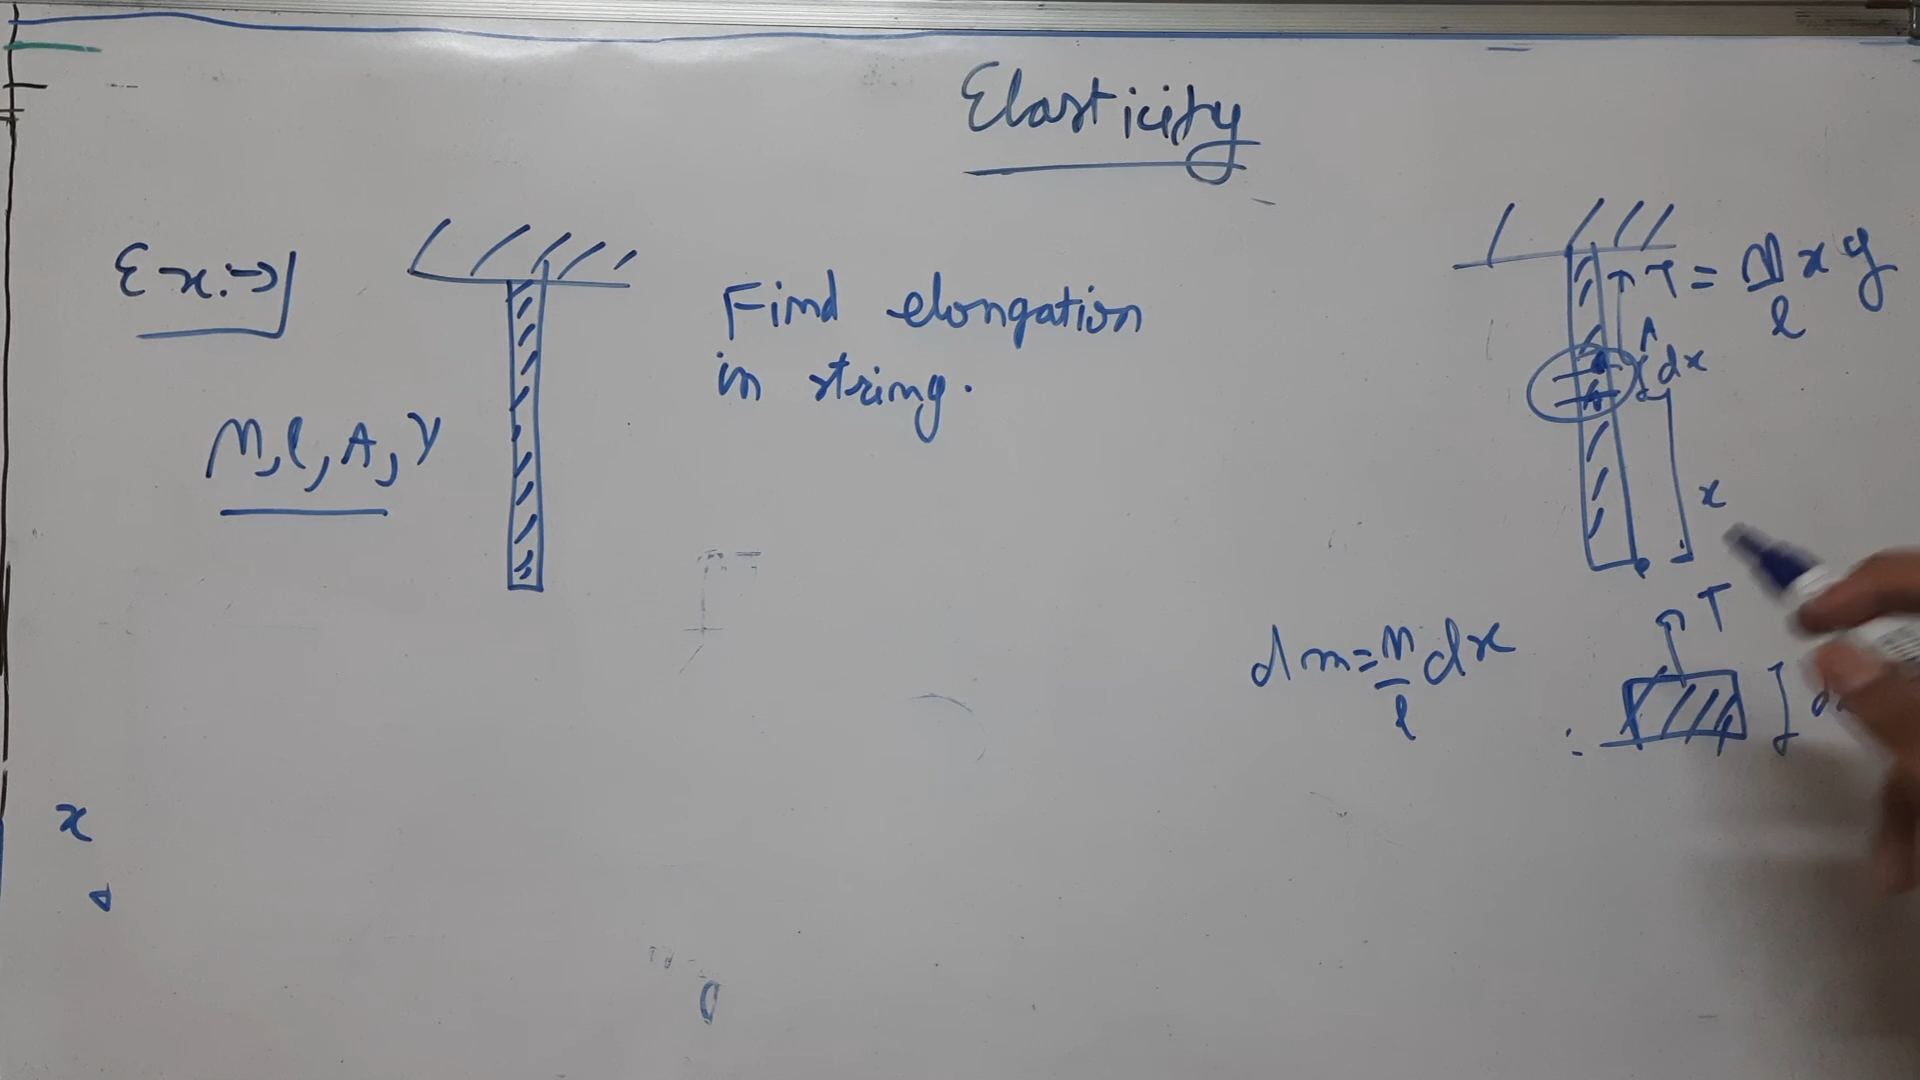 Elasticity
Ex:→
Find elongation
in string.
M, l, A, Y
T = M/l x g
A
dx
x
T
dm = M/l dx
x